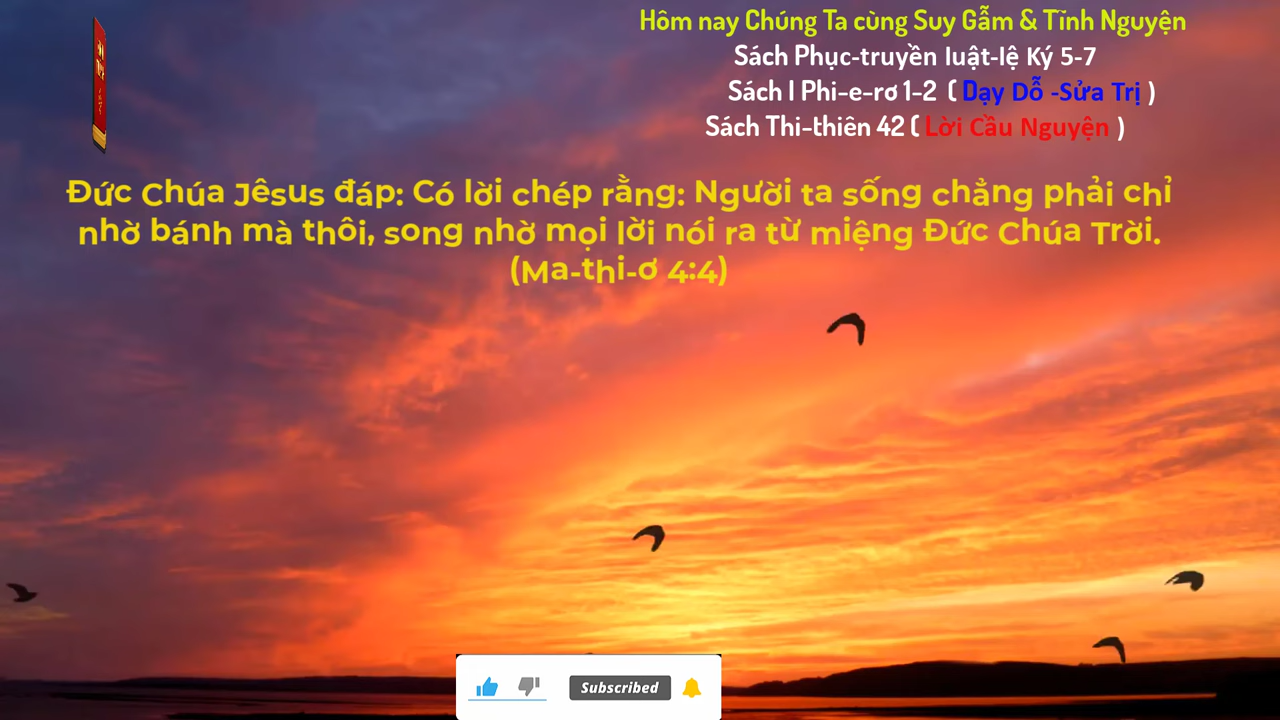 Hôm nay Chúng Ta cùng Suy Gẫm & Tĩnh Nguyện
Sách Phục-truyền luật-lệ Ký 5-7
Sách I Phi-e-rơ 1-2 ( Dạy Dỗ -Sửa Trị )
Sách Thi-thiên 42 ( Lời Cầu Nguyện )
Đức Chúa Jêsus đáp: Có lời chép rằng: Người ta sống chẳng phải chỉ
nhờ bánh mà thôi, song nhờ mọi lời nói ra từ miệng Đức Chúa Trời.
(Ma-thi-ơ 4:4)
Subscribed